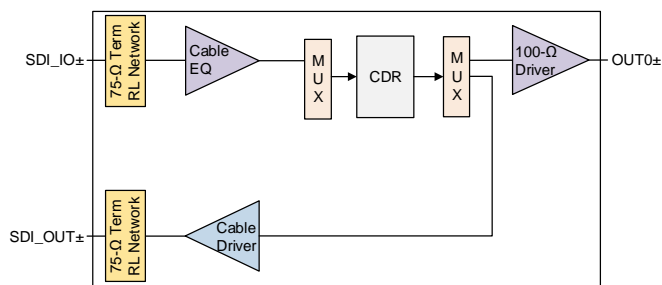 SDI_IO±
75-Ω Term
RL Network
Cable
EQ
M
U
X
CDR
M
U
X
100-Ω
Driver
OUT0±
SDI_OUT±
75-Ω Term
RL Network
Cable
Driver